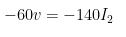 −60v = −140I₂